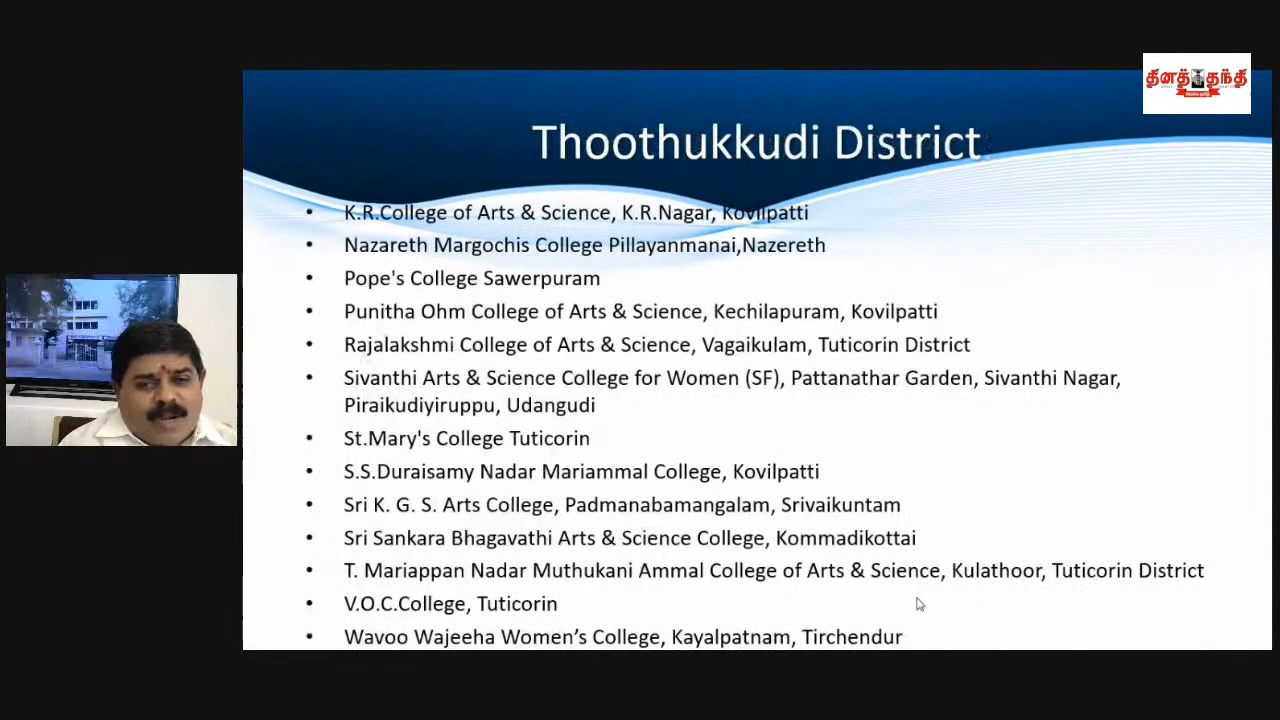 தினத்தந்தி
Thoothukkudi District
• K.R.College of Arts & Science, K.R.Nagar, Kovilpatti
• Nazareth Margochis College Pillayanmanai,Nazereth
• Pope's College Sawerpuram
• Punitha Ohm College of Arts & Science, Kechilapuram, Kovilpatti
• Rajalakshmi College of Arts & Science, Vagaikulam, Tuticorin District
• Sivanthi Arts & Science College for Women (SF), Pattanathar Garden, Sivanthi Nagar,
Piraikudiyiruppu, Udangudi
• St.Mary's College Tuticorin
• S.S.Duraisamy Nadar Mariammal College, Kovilpatti
• Sri K. G. S. Arts College, Padmanabamangalam, Srivaikuntam
• Sri Sankara Bhagavathi Arts & Science College, Kommadikottai
• T. Mariappan Nadar Muthukani Ammal College of Arts & Science, Kulathoor, Tuticorin District
• V.O.C.College, Tuticorin
• Wavoo Wajeeha Women’s College, Kayalpatnam, Tirchendur